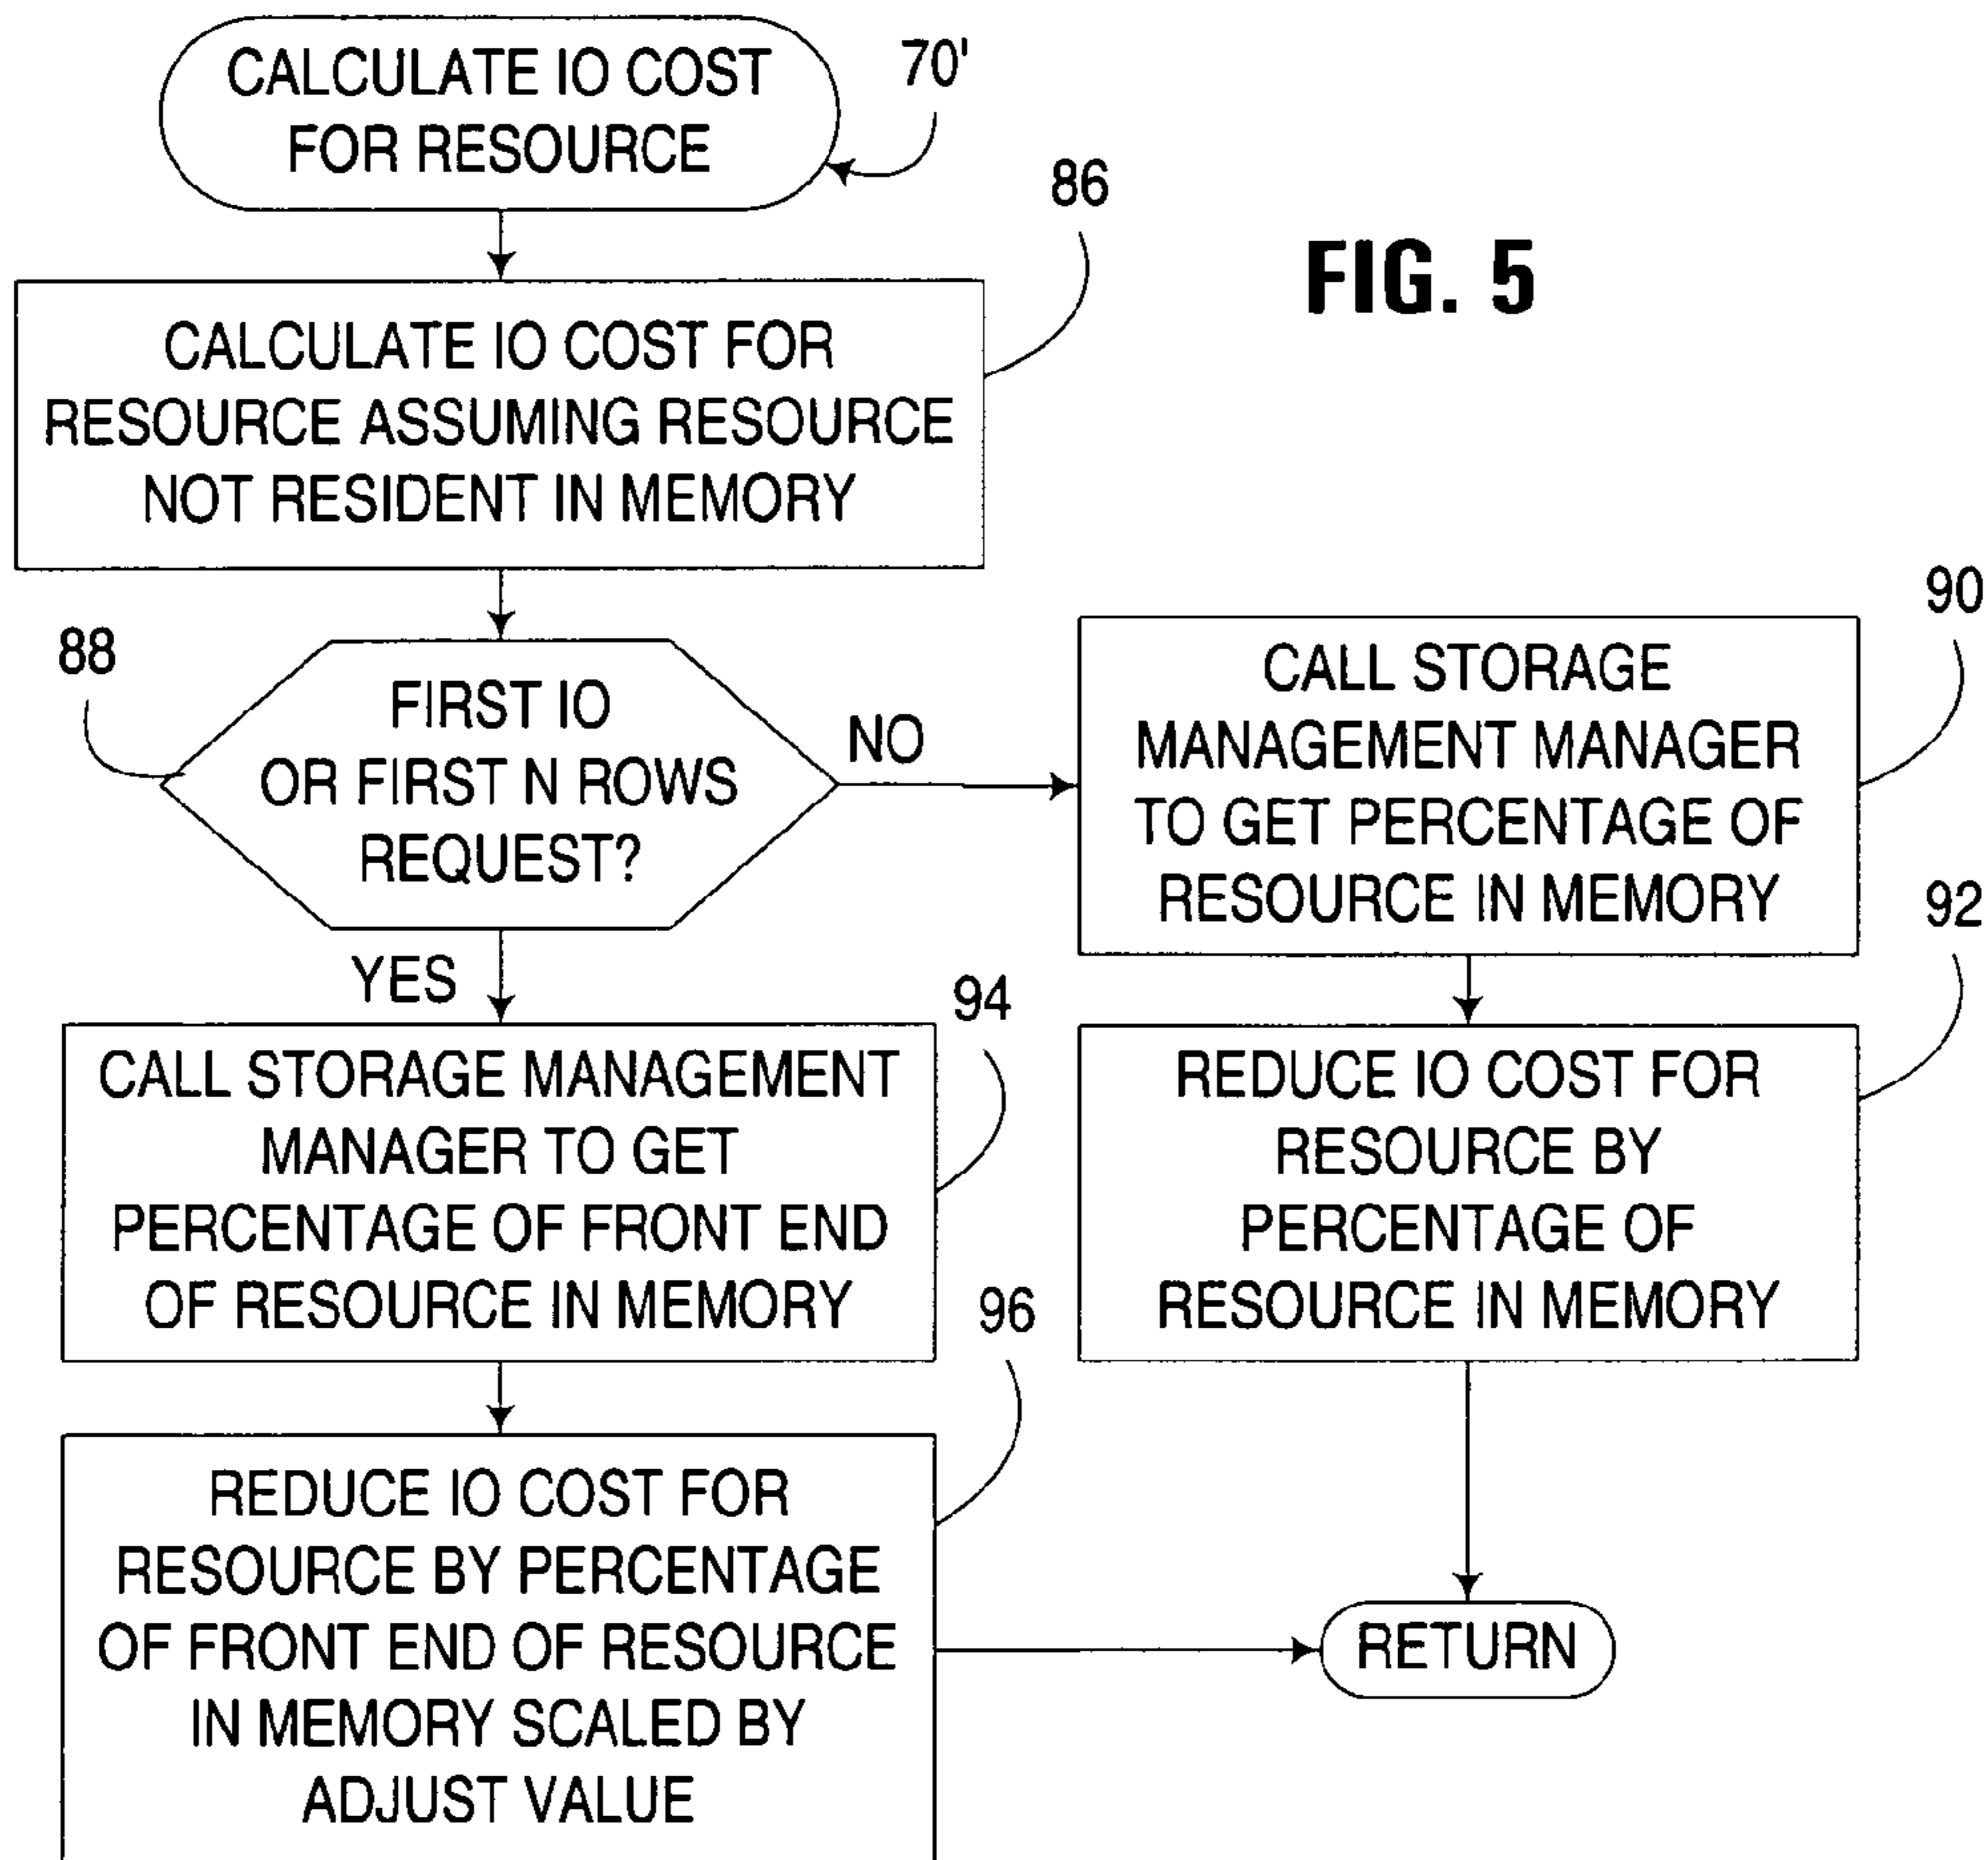 CALCULATE IO COST
FOR RESOURCE
70'
86
FIG. 5
CALCULATE IO COST FOR
RESOURCE ASSUMING RESOURCE
NOT RESIDENT IN MEMORY
88
FIRST IO
OR FIRST N ROWS
REQUEST?
NO
YES
90
CALL STORAGE
MANAGEMENT MANAGER
TO GET PERCENTAGE OF
RESOURCE IN MEMORY
92
REDUCE IO COST FOR
RESOURCE BY
PERCENTAGE OF
RESOURCE IN MEMORY
94
CALL STORAGE MANAGEMENT
MANAGER TO GET
PERCENTAGE OF FRONT END
OF RESOURCE IN MEMORY
96
REDUCE IO COST FOR
RESOURCE BY PERCENTAGE
OF FRONT END OF RESOURCE
IN MEMORY SCALED BY
ADJUST VALUE
RETURN